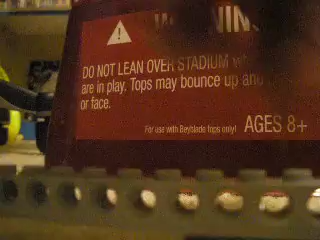 WARNIN
DO NOT LEAN OVER STADIUM
are in play. Tops may bounce up and
or face.
For use with Beyblade tops only! AGES 8+